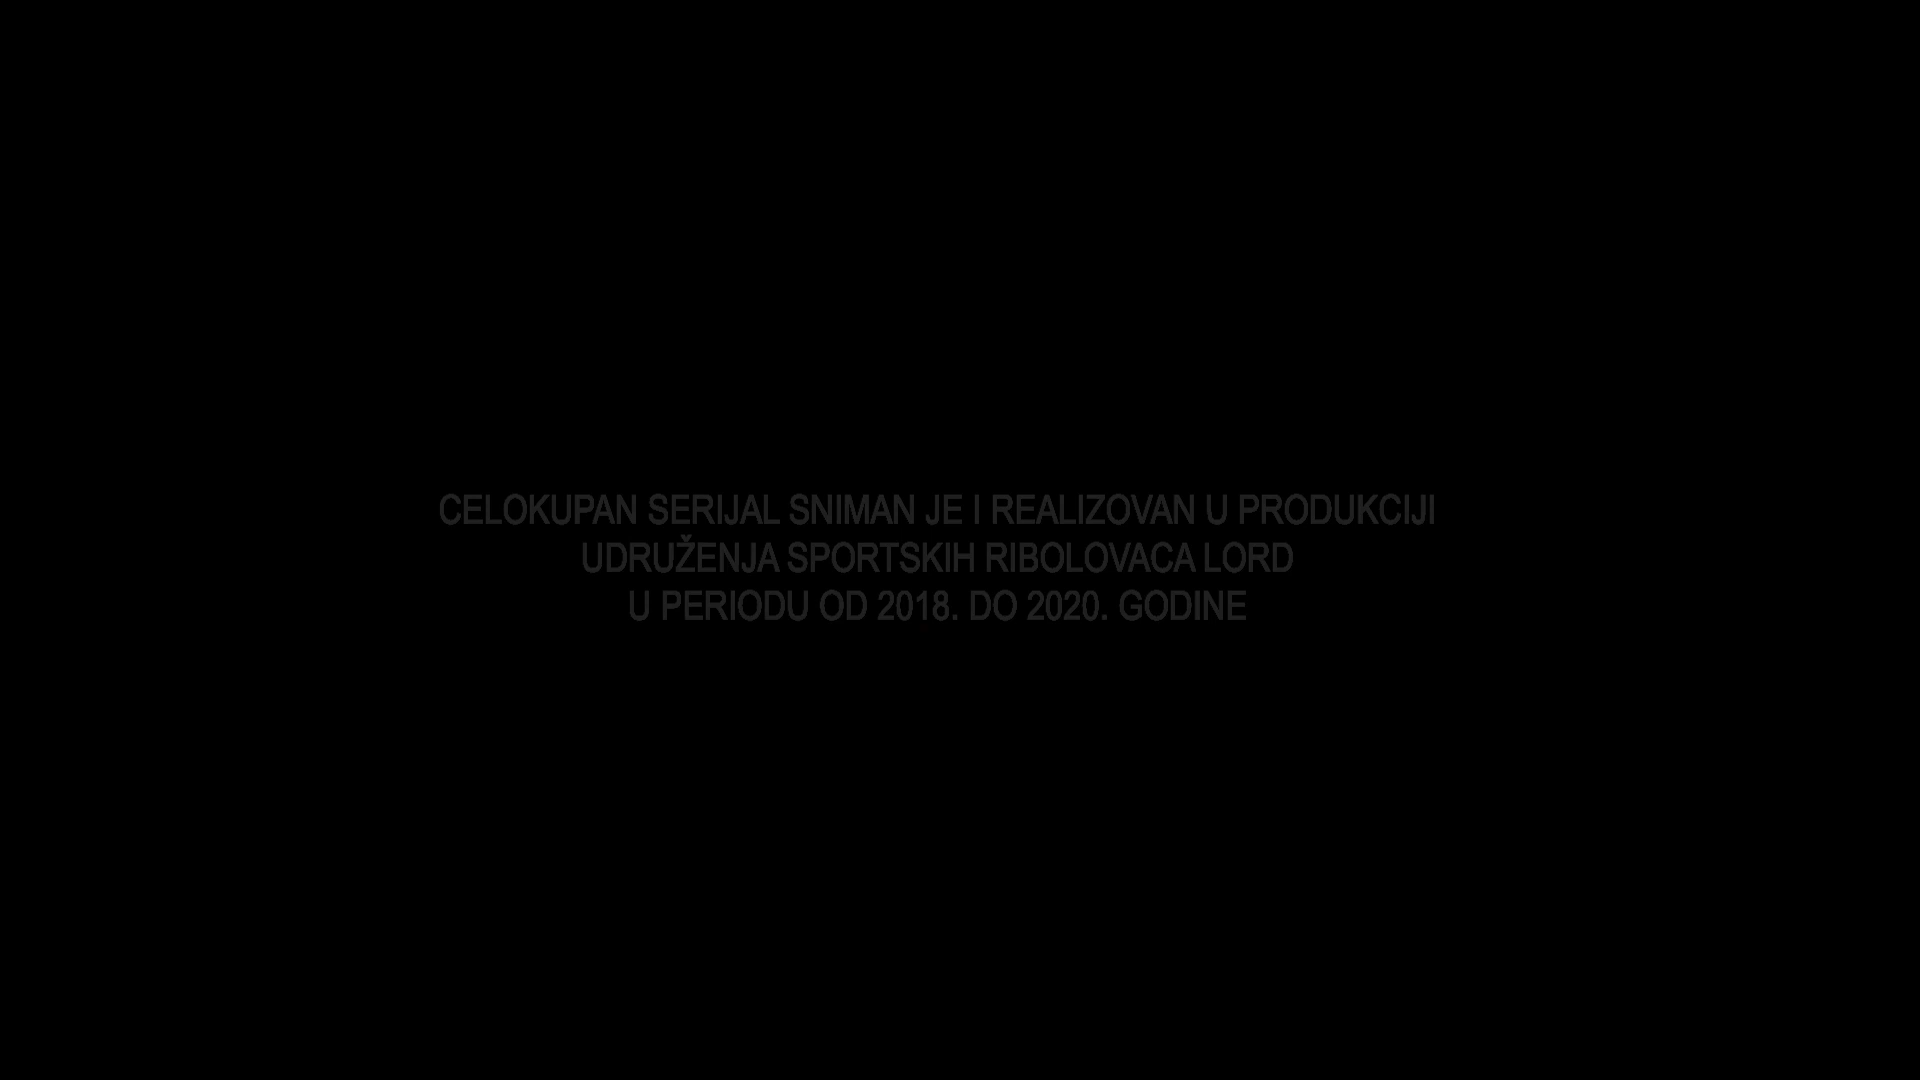 CELOKUPAN SERIJAL SNIMAN JE I REALIZOVAN U PRODUKCIJI
UDRUŽENJA SPORTSKIH RIBOLOVACA LORD
U PERIODU OD 2018. DO 2020. GODINE